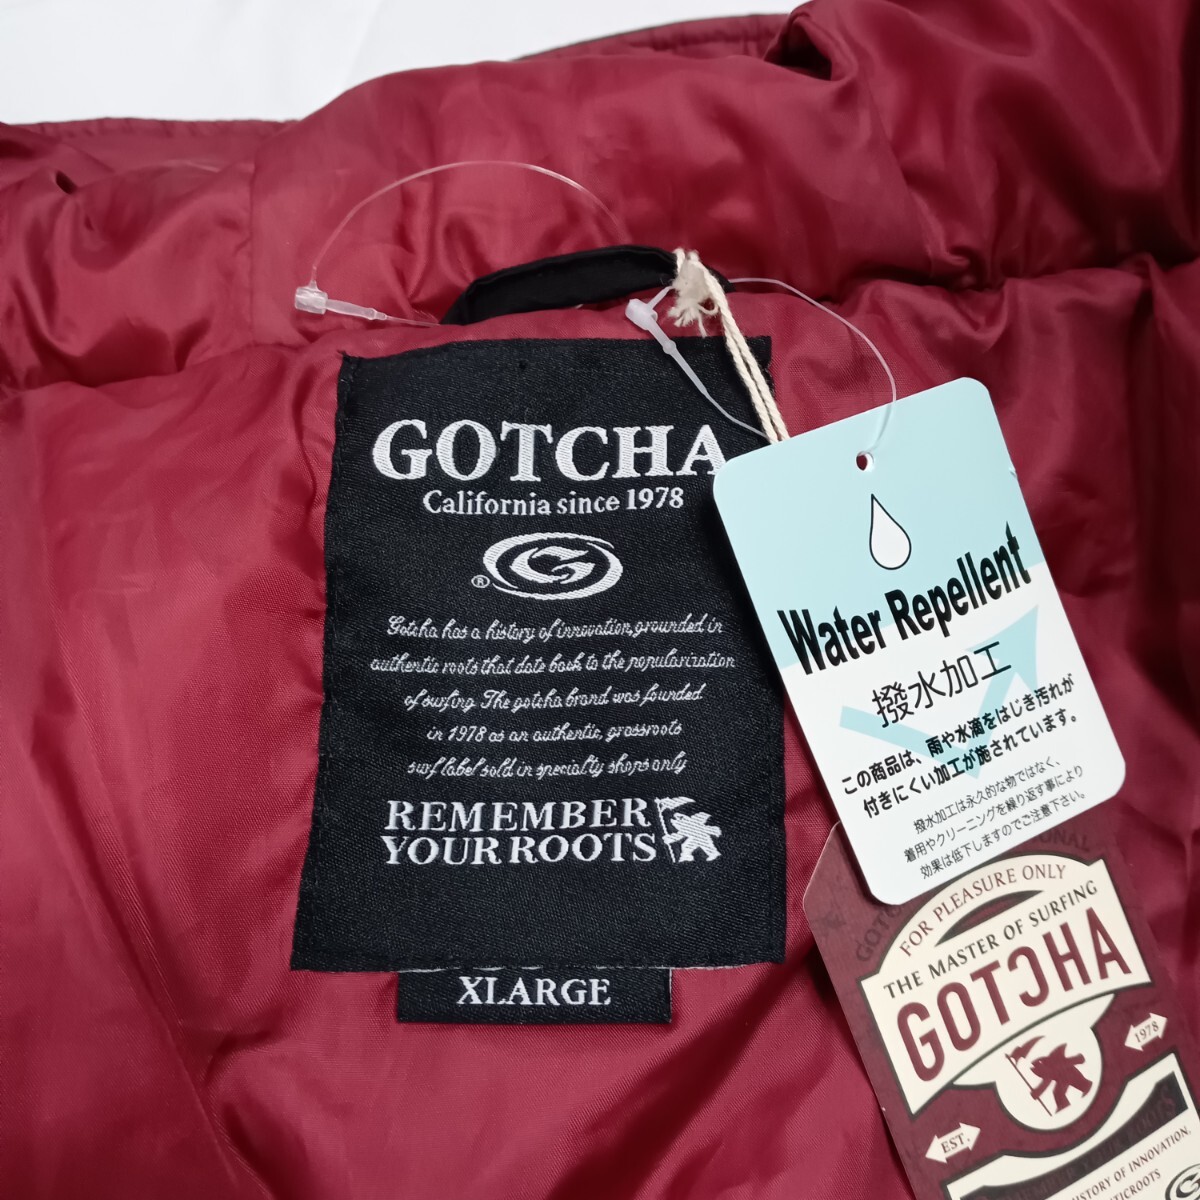 GOTCHA
California since 1978
®
Gotcha has a history of innovation, grounded in
authentic roots that date back to the popularization
of surfing The gotcha brand was founded
in 1978 as an authentic, grassroots
surf label sold in specialty shops only
REMEMBER
YOUR ROOTS
XLARGE
Water Repellent
撥水加工
この商品は、雨や水滴をはじき汚れが
付きにくい加工が施されています。
撥水加工は永久的な物ではなく、
着用やクリーニングを繰り返す事により
効果は低下しますのでご注意下さい。
FOR PLEASURE ONLY
THE MASTER OF SURFING
GOTCHA
1978
EST.
HISTORY OF INNOVATION,